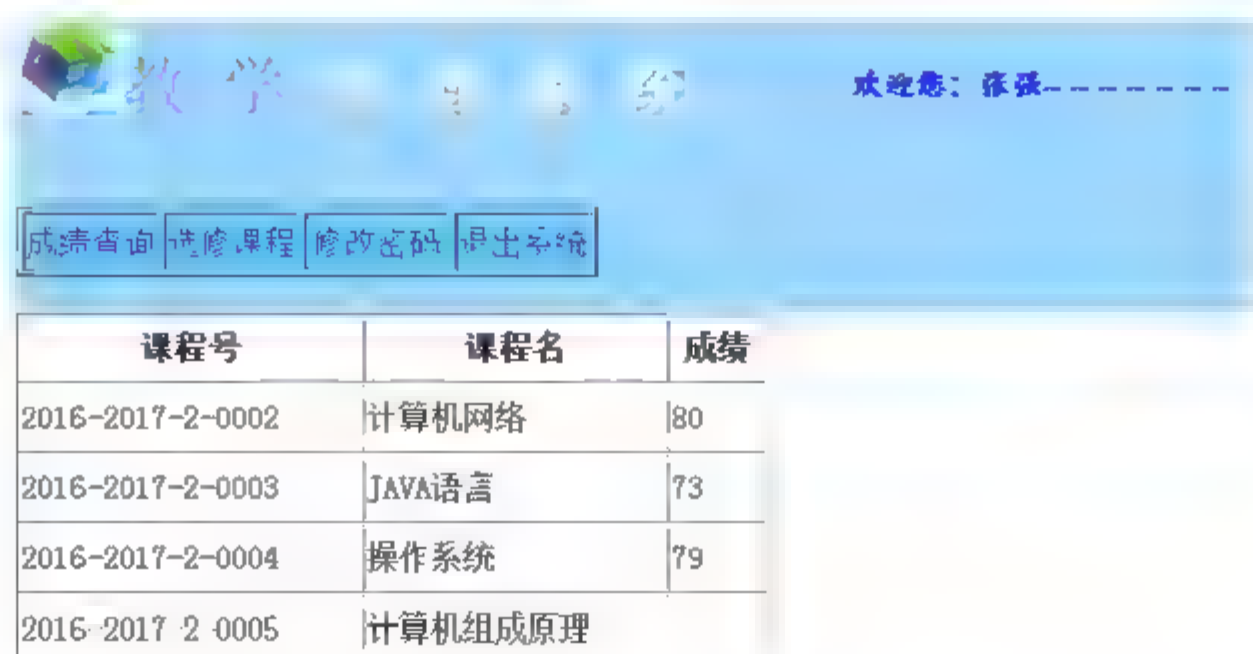 教学
欢迎您：张强--------
成绩查询 选修课程 修改密码 退出系统
课程号 课程名 成绩
2016-2017-2-0002 计算机网络 80
2016-2017-2-0003 JAVA语言 73
2016-2017-2-0004 操作系统 79
2016-2017-2-0005 计算机组成原理